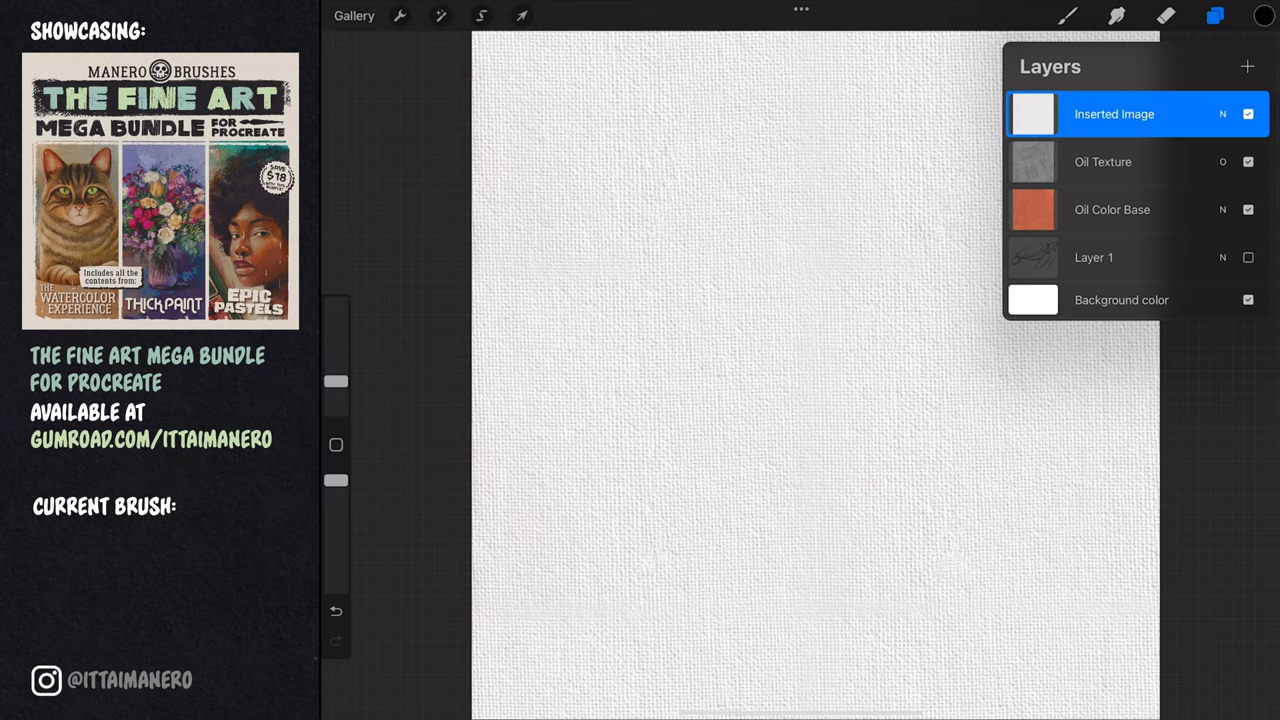 SHOWCASING:
MANERO BRUSHES
THE FINE ART
MEGA BUNDLE FOR PROCREATE
SAVE
$78
Includes all the
contents from:
THE
WATERCOLOR
EXPERIENCE
THICKPAINT
EPIC
PASTELS
THE FINE ART MEGA BUNDLE
FOR PROCREATE
AVAILABLE AT
GUMROAD.COM/ITTAIMANERO
CURRENT BRUSH:
@ITTAIMANERO
Gallery
Layers
Inserted Image N
Oil Texture O
Oil Color Base N
Layer 1 N
Background color